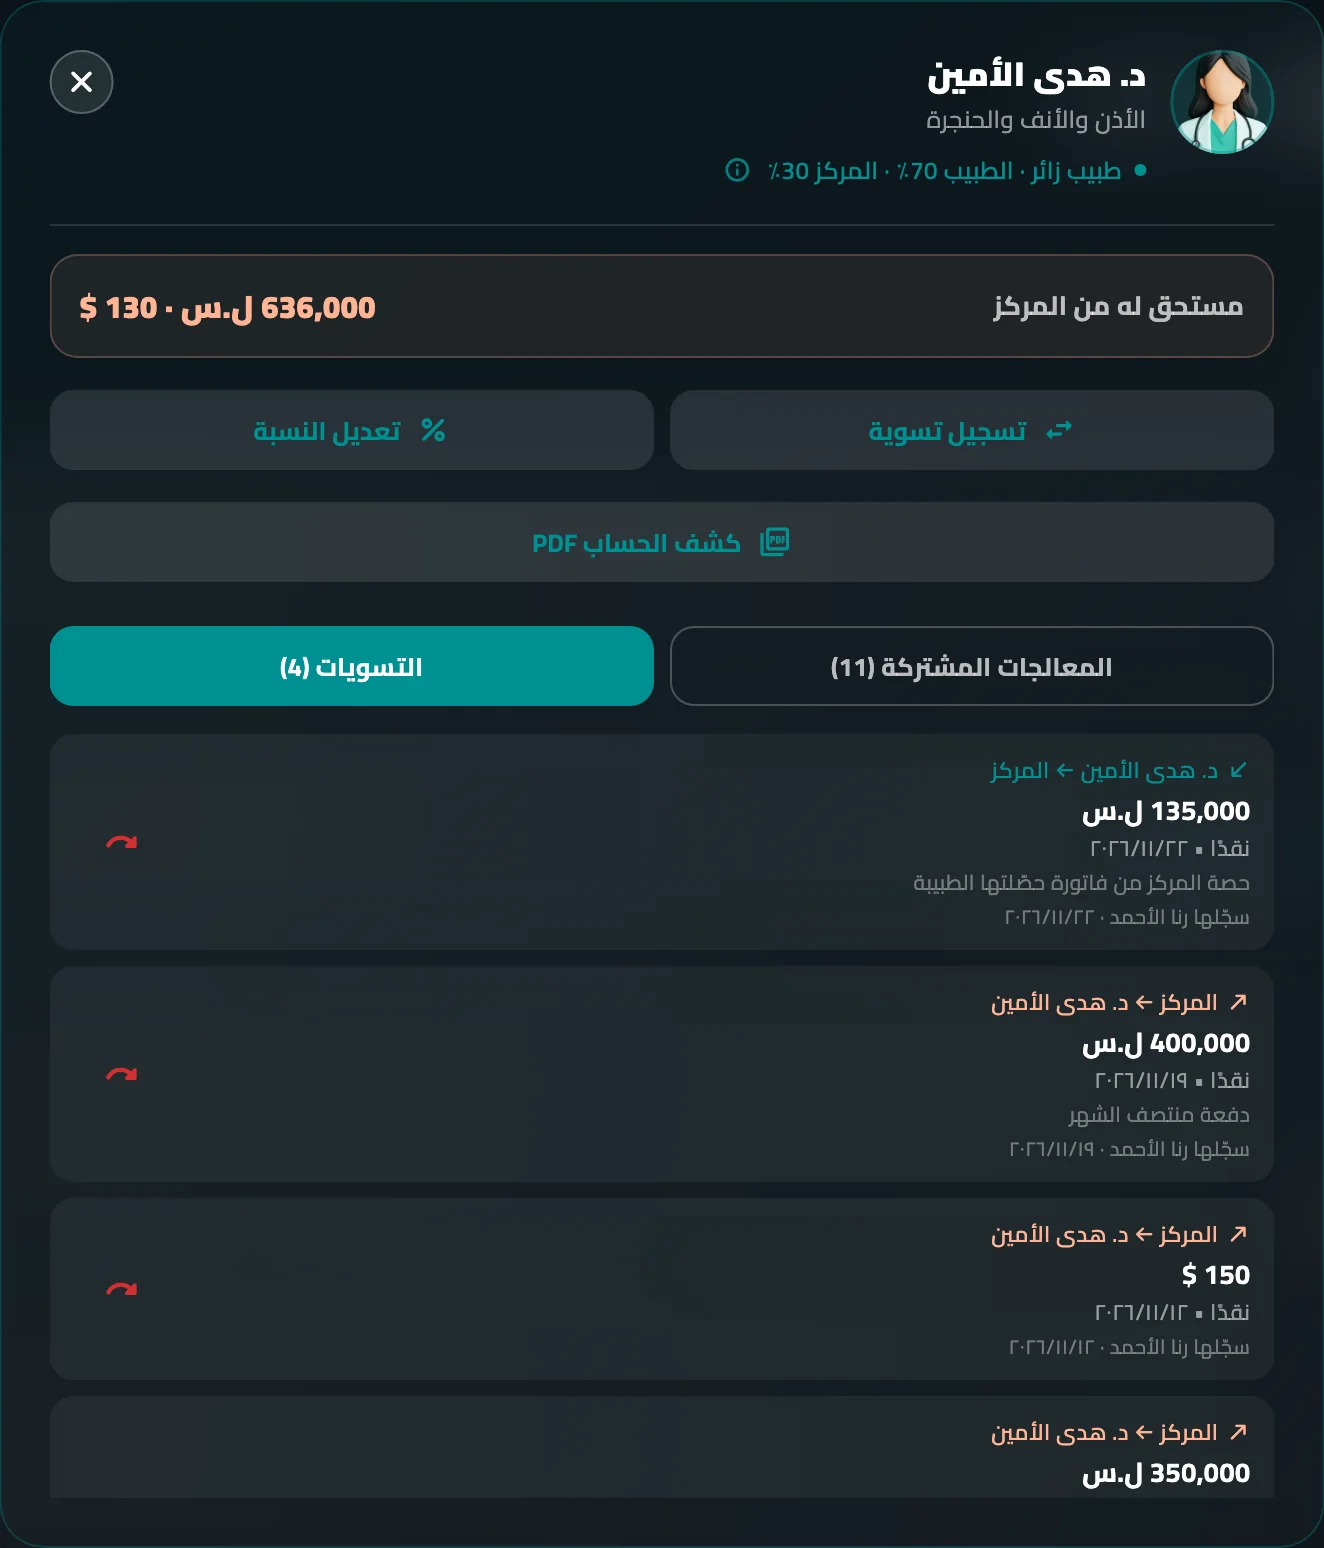 د. هدى الأمين
الأذن والأنف والحنجرة
طبيب زائر · الطبيب 70٪ · المركز 30٪
مستحق له من المركز
636,000 ل.س · 130 $
تسجيل تسوية
تعديل النسبة
كشف الحساب PDF
المعالجات المشتركة (11)
التسويات (4)
د. هدى الأمين ← المركز
135,000 ل.س
نقدًا • ٢٠٢٦/١١/٢٢
حصة المركز من فاتورة حصّلتها الطبيبة
سجّلها رنا الأحمد · ٢٠٢٦/١١/٢٢
المركز ← د. هدى الأمين
400,000 ل.س
نقدًا • ٢٠٢٦/١١/١٩
دفعة منتصف الشهر
سجّلها رنا الأحمد · ٢٠٢٦/١١/١٩
المركز ← د. هدى الأمين
150 $
نقدًا • ٢٠٢٦/١١/١٢
سجّلها رنا الأحمد · ٢٠٢٦/١١/١٢
المركز ← د. هدى الأمين
350,000 ل.س